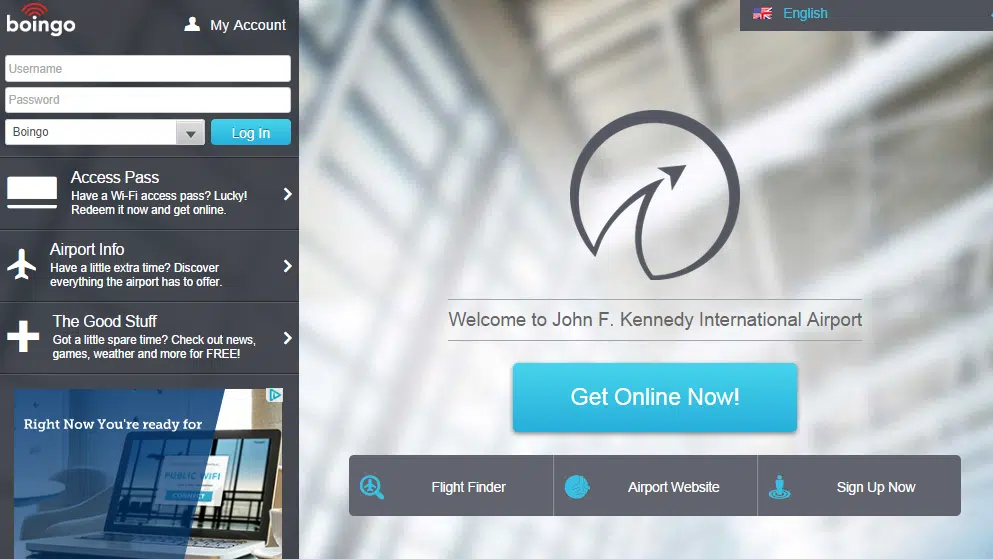 boingo
My Account
Username
Password
Boingo
Log In
Access Pass
Have a Wi-Fi access pass? Lucky!
Redeem it now and get online.
Airport Info
Have a little extra time? Discover
everything the airport has to offer.
The Good Stuff
Got a little spare time? Check out news,
games, weather and more for FREE!
Right Now You're ready for
PUBLIC WIFI
CONNECT
English
Welcome to John F. Kennedy International Airport
Get Online Now!
Flight Finder
Airport Website
Sign Up Now